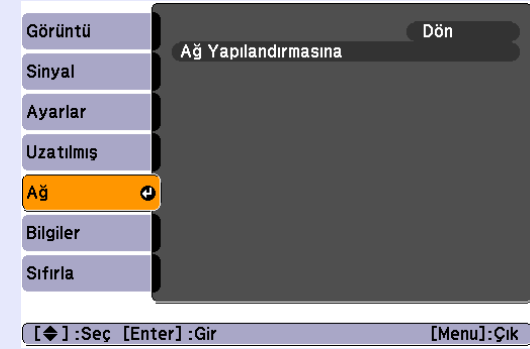 Görüntü
Sinyal
Ayarlar
Uzatılmış
Ağ
Bilgiler
Sıfırla
Dön
Ağ Yapılandırmasına
[◆] :Seç [Enter] :Gir [Menu]:Çık